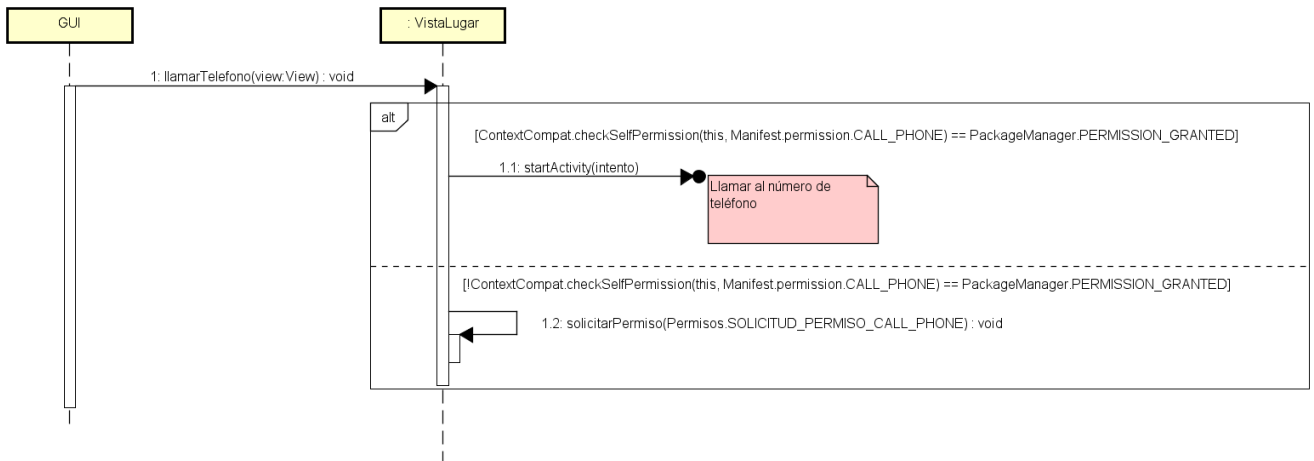 GUI
: VistaLugar
1: llamarTelefono(view:View) : void
alt
[ContextCompat.checkSelfPermission(this, Manifest.permission.CALL_PHONE) == PackageManager.PERMISSION_GRANTED]
1.1: startActivity(intento)
Llamar al número de
teléfono
[!ContextCompat.checkSelfPermission(this, Manifest.permission.CALL_PHONE) == PackageManager.PERMISSION_GRANTED]
1.2: solicitarPermiso(Permisos.SOLICITUD_PERMISO_CALL_PHONE) : void